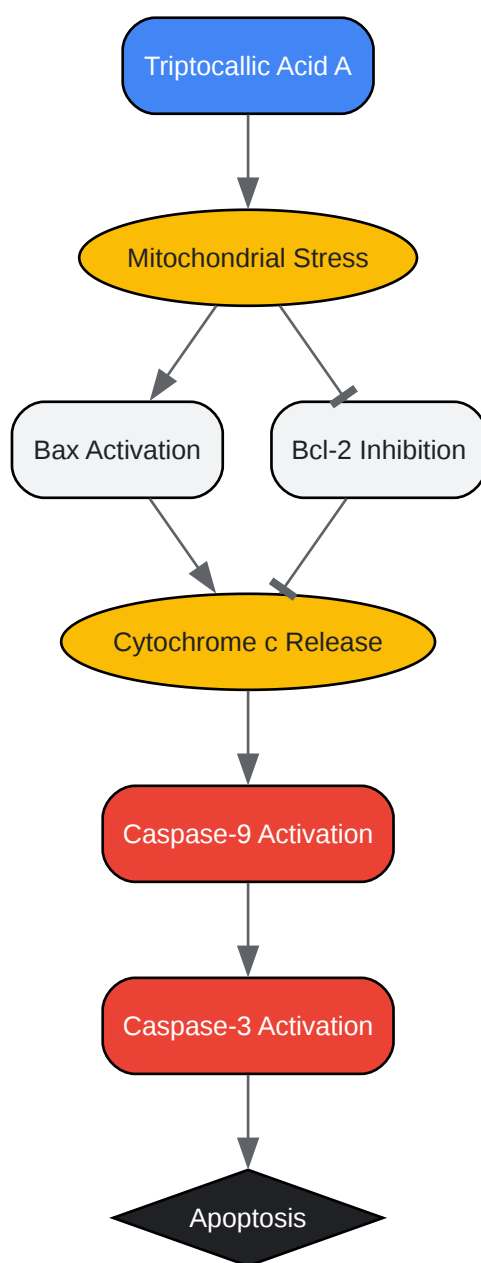 Triptocallic Acid A
Mitochondrial Stress
Bax Activation
Bcl-2 Inhibition
Cytochrome c Release
Caspase-9 Activation
Caspase-3 Activation
Apoptosis